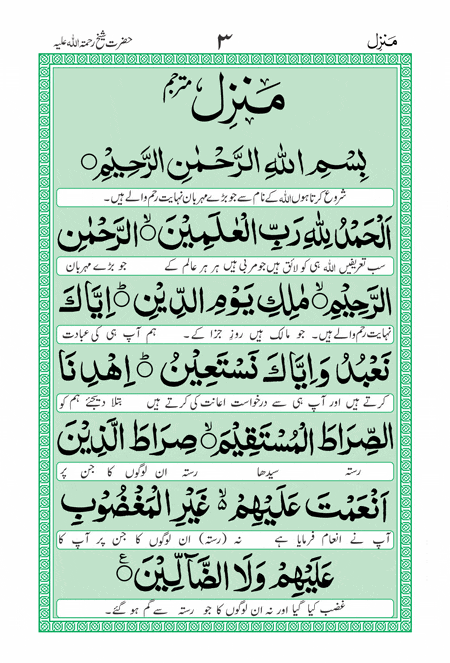 منزل ۳ حضرت شیخ رحمتہ اللہ علیہ
مَنزِل مترجم
بِسْمِ اللهِ الرَّحْمٰنِ الرَّحِيْمِ○
شروع کرتا ہوں اللہ کے نام سے جو بڑے مہربان نہایت رحم والے ہیں۔
اَلْحَمْدُ لِلّٰهِ رَبِّ الْعٰلَمِيْنَ○ۙ الرَّحْمٰنِ
سب تعریفیں اللہ ہی کو لائق ہیں جو مربی ہیں ہر ہر عالم کے جو بڑے مہربان
الرَّحِيْمِ○ۙ مٰلِكِ يَوْمِ الدِّيْنِ○ؕ اِيَّاكَ
نہایت رحم والے ہیں۔ جو مالک ہیں روزِ جزا کے۔ ہم آپ ہی کی عبادت
نَعْبُدُ وَاِيَّاكَ نَسْتَعِيْنُ○ؕ اِهْدِنَا
کرتے ہیں اور آپ ہی سے درخواست اعانت کی کرتے ہیں بتلا دیجئے ہم کو
الصِّرَاطَ الْمُسْتَقِيْمَ○ۙ صِرَاطَ الَّذِيْنَ
رستہ سیدھا رستہ ان لوگوں کا جن پر
اَنْعَمْتَ عَلَيْهِمْ○ۙ غَيْرِ الْمَغْضُوْبِ
آپ نے انعام فرمایا ہے نہ (رستہ) ان لوگوں کا جن پر آپ کا
عَلَيْهِمْ وَلَا الضَّآلِّيْنَ○ع
غضب کیا گیا اور نہ ان لوگوں کا جو رستہ سے گم ہو گئے۔